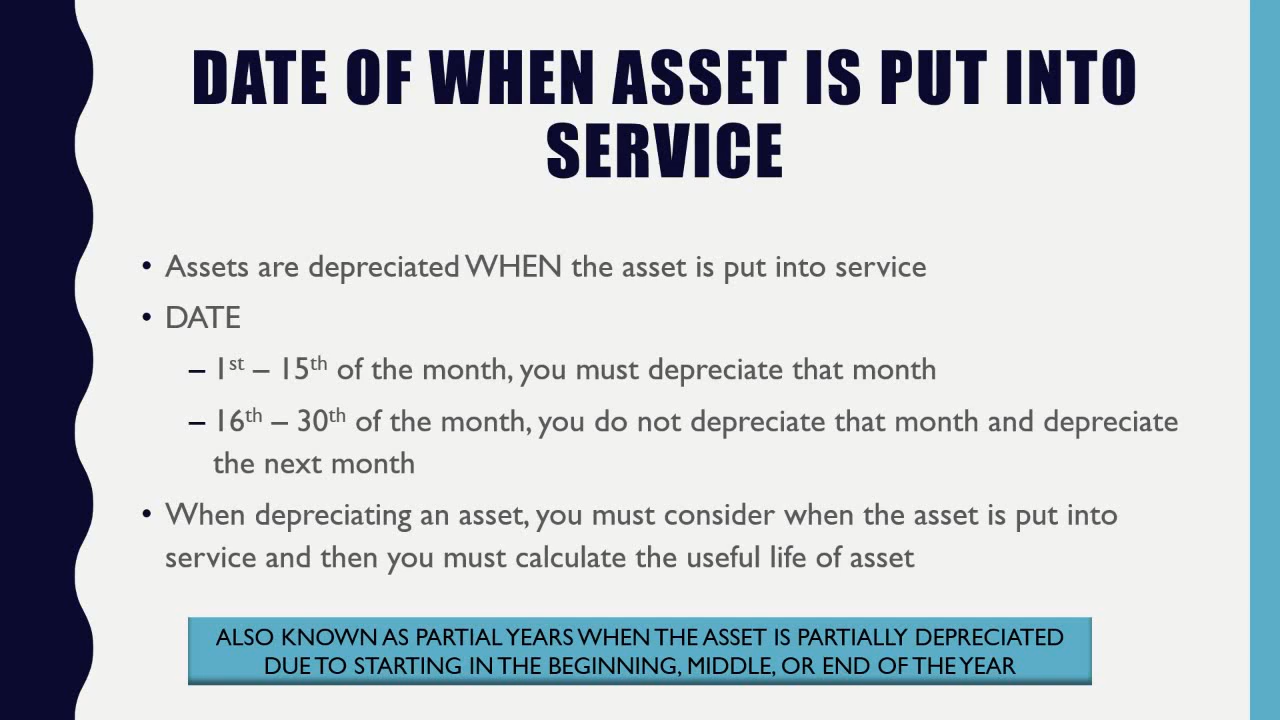 DATE OF WHEN ASSET IS PUT INTO
SERVICE
• Assets are depreciated WHEN the asset is put into service
• DATE
– 1st – 15th of the month, you must depreciate that month
– 16th – 30th of the month, you do not depreciate that month and depreciate
the next month
• When depreciating an asset, you must consider when the asset is put into
service and then you must calculate the useful life of asset
ALSO KNOWN AS PARTIAL YEARS WHEN THE ASSET IS PARTIALLY DEPRECIATED
DUE TO STARTING IN THE BEGINNING, MIDDLE, OR END OF THE YEAR